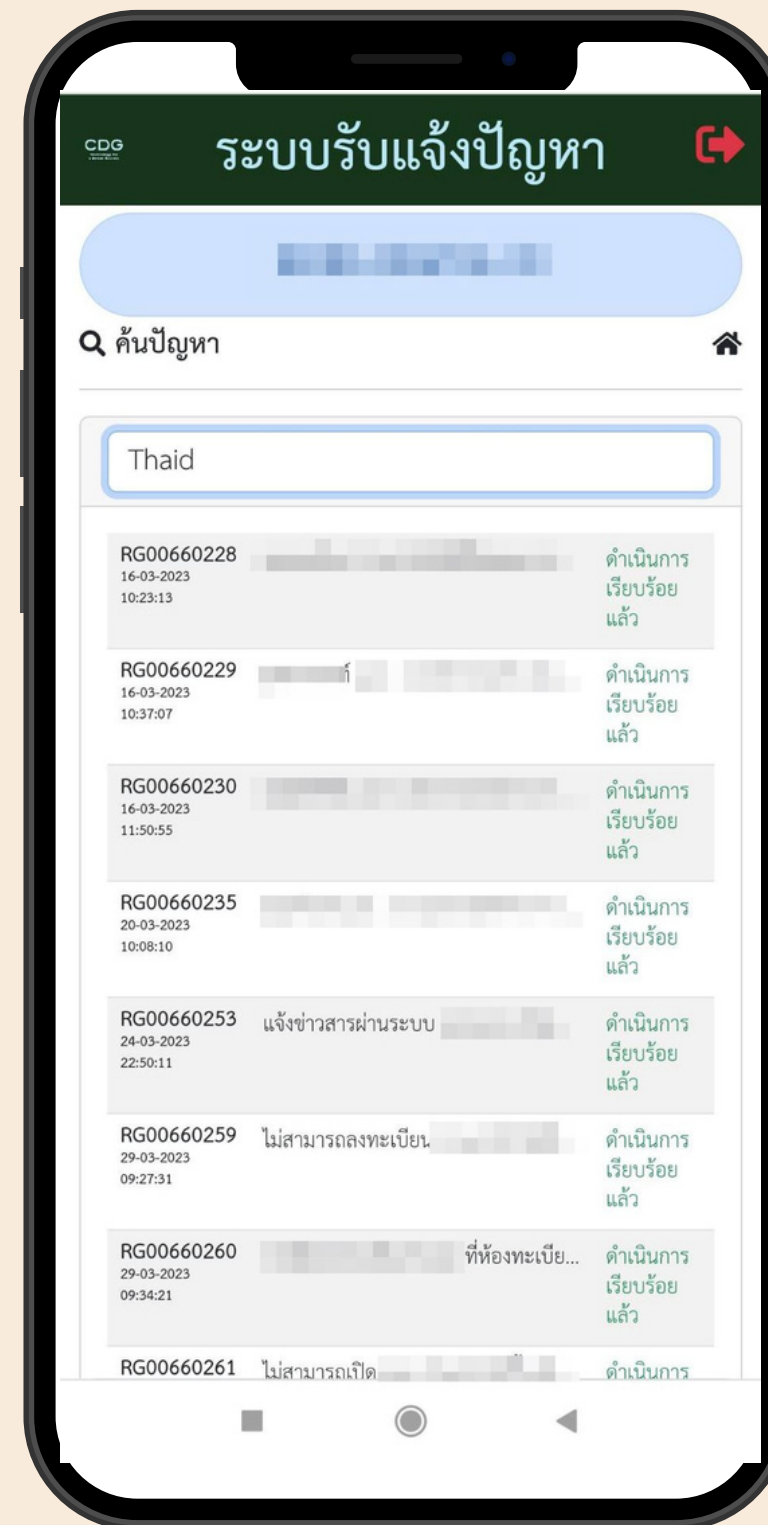 CDG
ระบบรับแจ้งปัญหา
ค้นปัญหา
Thaid
RG00660228
16-03-2023
10:23:13
ดำเนินการ
เรียบร้อย
แล้ว
RG00660229
16-03-2023
10:37:07
ดำเนินการ
เรียบร้อย
แล้ว
RG00660230
16-03-2023
11:50:55
ดำเนินการ
เรียบร้อย
แล้ว
RG00660235
20-03-2023
10:08:10
ดำเนินการ
เรียบร้อย
แล้ว
RG00660253
24-03-2023
22:50:11
แจ้งข่าวสารผ่านระบบ
ดำเนินการ
เรียบร้อย
แล้ว
RG00660259
29-03-2023
09:27:31
ไม่สามารถลงทะเบียน
ดำเนินการ
เรียบร้อย
แล้ว
RG00660260
29-03-2023
09:34:21
ที่ห้องทะเบีย...
ดำเนินการ
เรียบร้อย
แล้ว
RG00660261
ไม่สามารถเปิด
ดำเนินการ